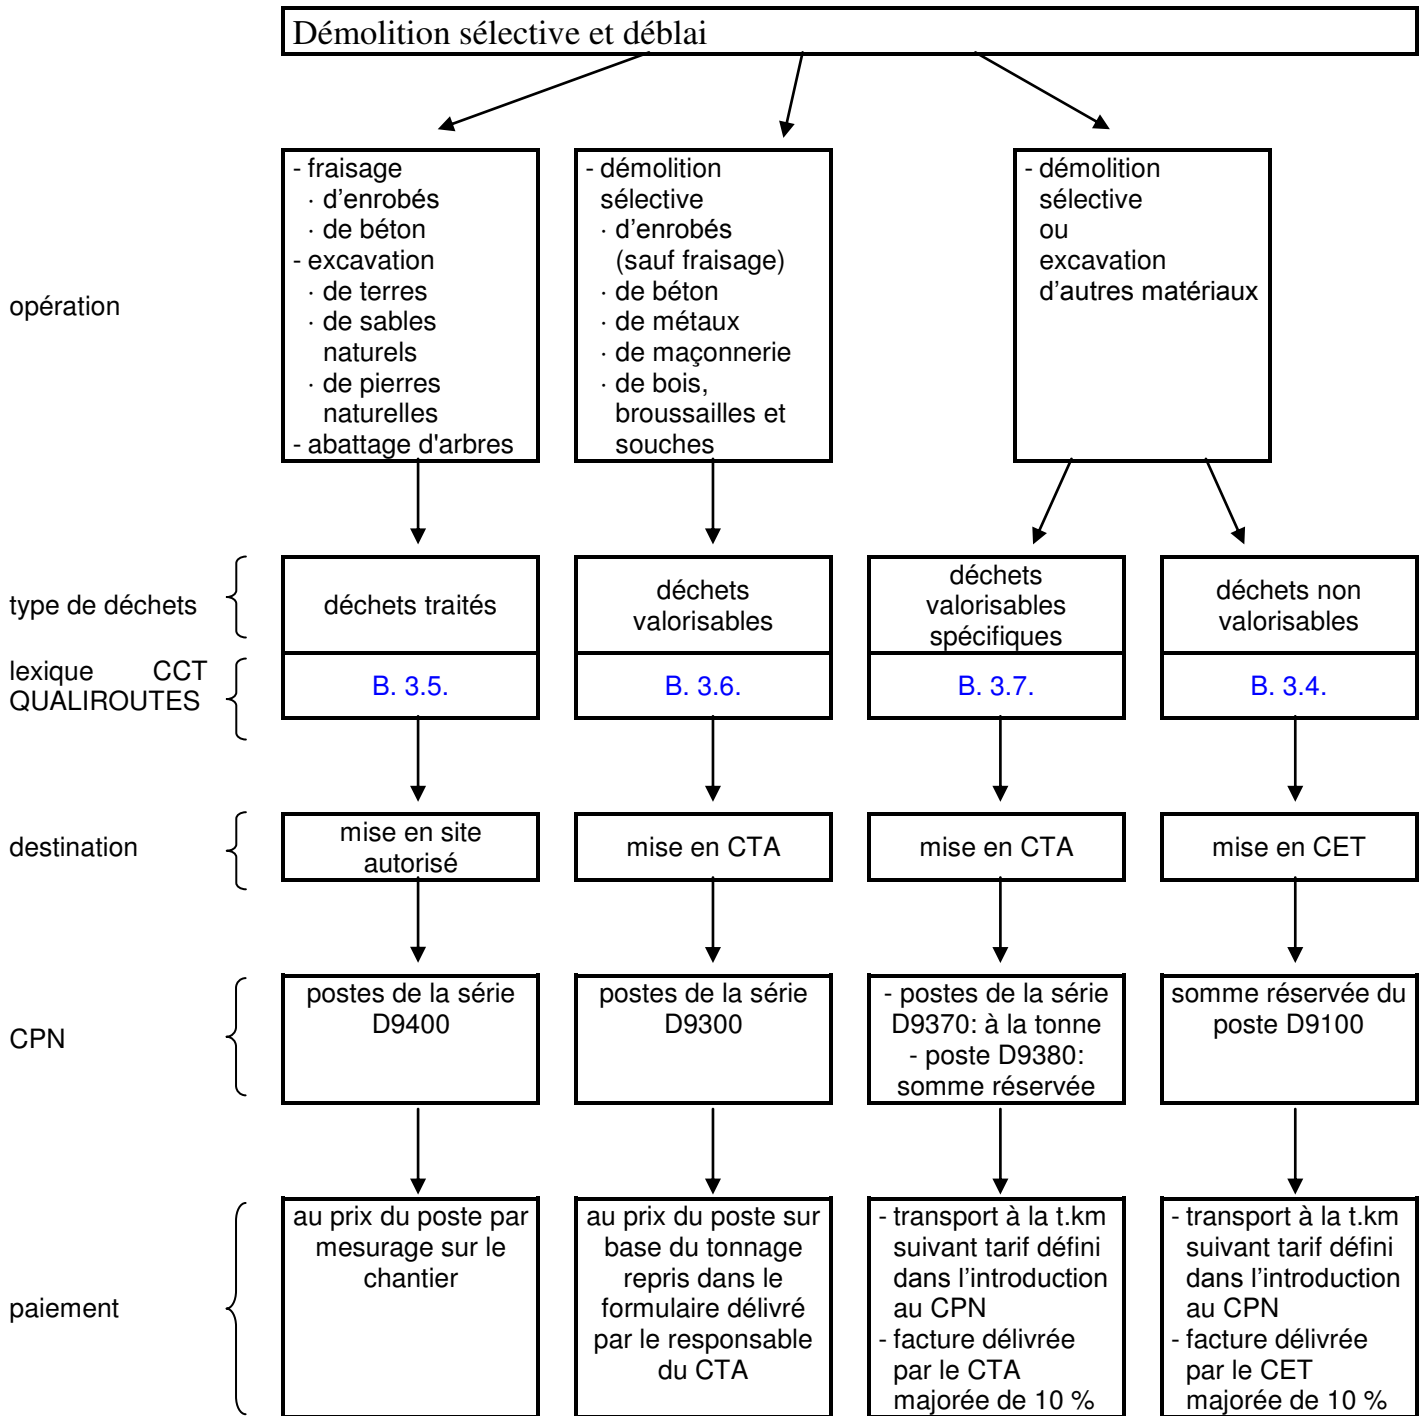 Démolition sélective et déblai
opération
- fraisage
· d'enrobés
· de béton
- excavation
· de terres
· de sables
naturels
· de pierres
naturelles
- abattage d'arbres
- démolition
sélective
· d'enrobés
(sauf fraisage)
· de béton
· de métaux
· de maçonnerie
· de bois,
broussailles et
souches
- démolition
sélective
ou
excavation
d'autres matériaux
type de déchets
déchets traités
déchets
valorisables
déchets
valorisables
spécifiques
déchets non
valorisables
lexique CCT
QUALIROUTES
B. 3.5.
B. 3.6.
B. 3.7.
B. 3.4.
destination
mise en site
autorisé
mise en CTA
mise en CTA
mise en CET
CPN
postes de la série
D9400
postes de la série
D9300
- postes de la série
D9370: à la tonne
- poste D9380:
somme réservée
somme réservée du
poste D9100
paiement
au prix du poste par
mesurage sur le
chantier
au prix du poste sur
base du tonnage
repris dans le
formulaire délivré
par le responsable
du CTA
- transport à la t.km
suivant tarif défini
dans l'introduction
au CPN
- facture délivrée
par le CTA
majorée de 10 %
- transport à la t.km
suivant tarif défini
dans l'introduction
au CPN
- facture délivrée
par le CET
majorée de 10 %